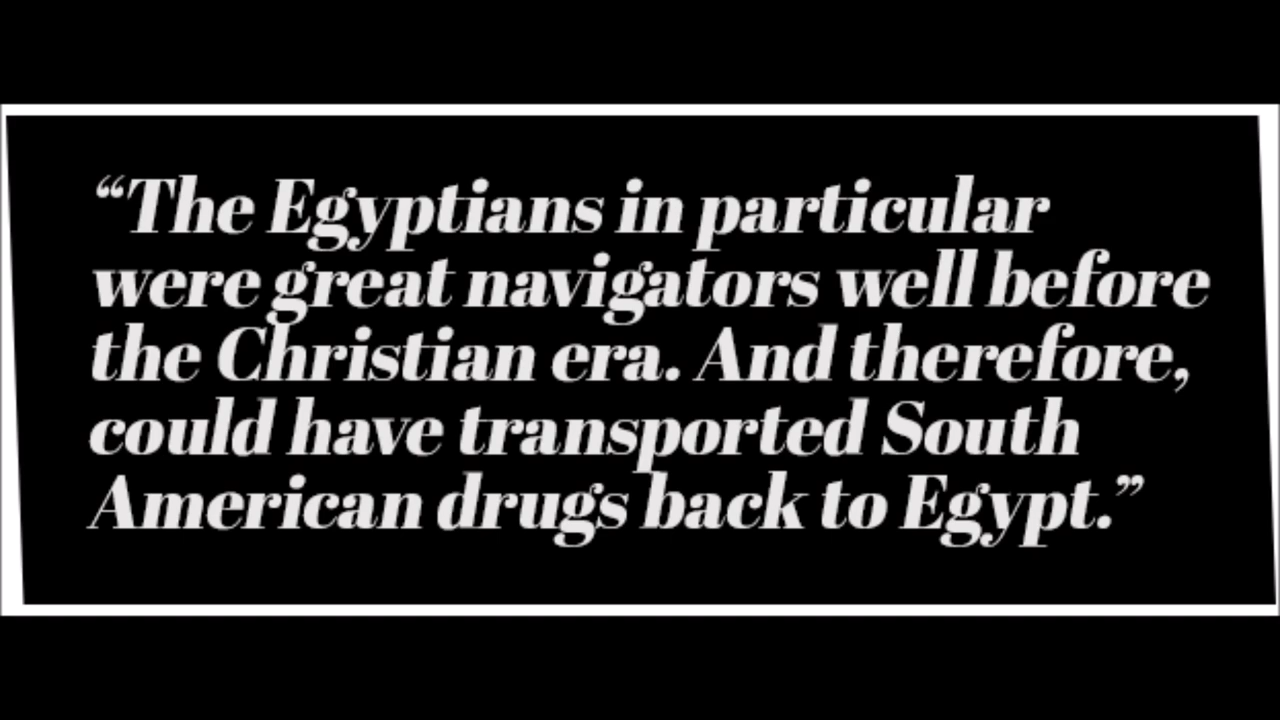 “The Egyptians in particular
were great navigators well before
the Christian era. And therefore,
could have transported South
American drugs back to Egypt.”